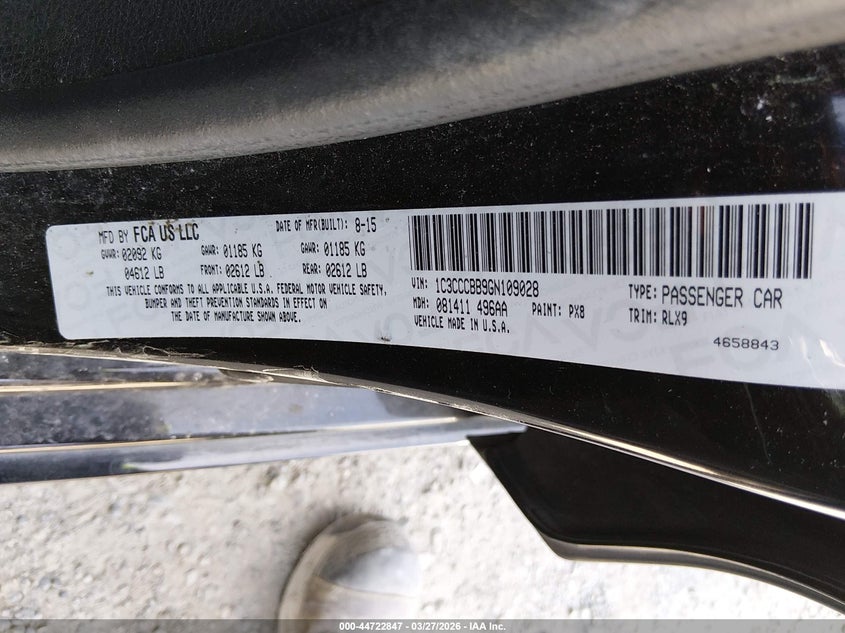 MFD BY FCA US LLC DATE OF MFR(BUILT): 8-15
GVWR: 02092 KG GAWR: 01185 KG GAWR: 01185 KG
04612 LB FRONT: 02612 LB REAR: 02612 LB
THIS VEHICLE CONFORMS TO ALL APPLICABLE U.S.A. FEDERAL MOTOR VEHICLE SAFETY,
BUMPER AND THEFT PREVENTION STANDARDS IN EFFECT ON
THE DATE OF MANUFACTURE SHOWN ABOVE.
VIN: 1C3CCCBB9GN109028 TYPE: PASSENGER CAR
MDH: 081411 496AA PAINT: PX8 TRIM: RLX9
VEHICLE MADE IN U.S.A.
4658843
000-44722847 - 03/27/2026 - IAA Inc.